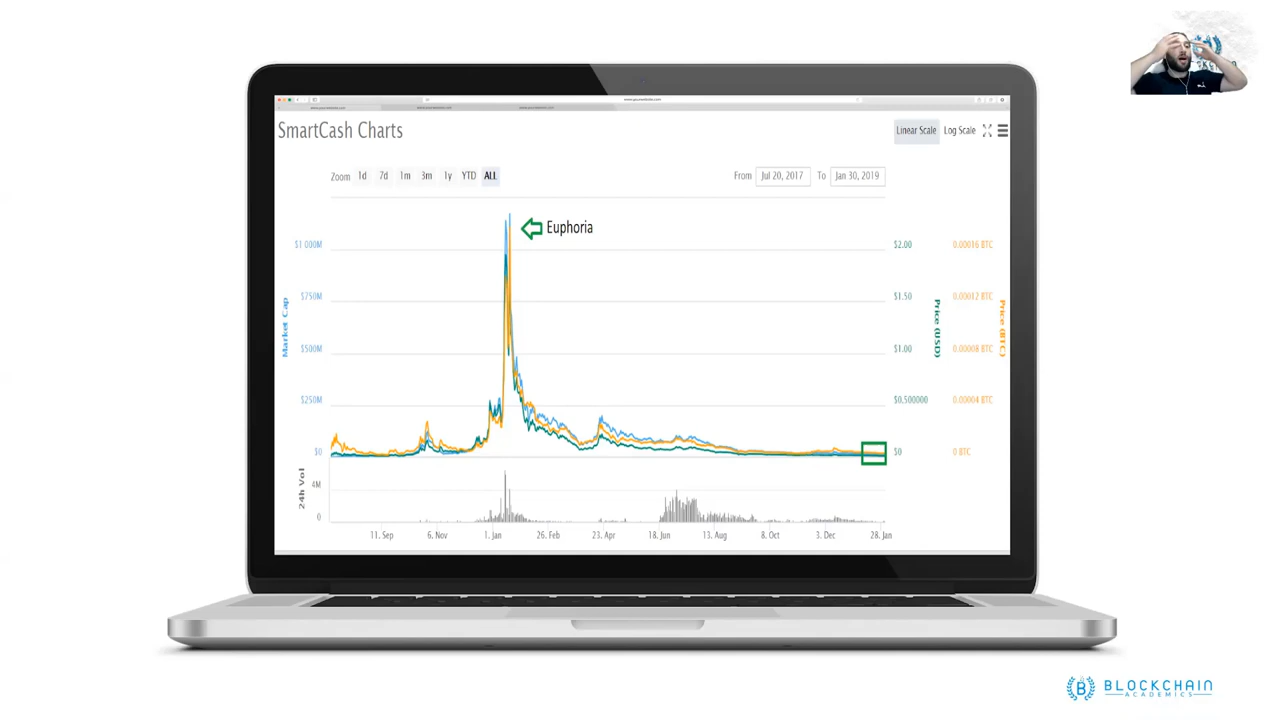 SmartCash Charts
Linear Scale Log Scale
Zoom 1d 7d 1m 3m 1y YTD ALL
From Jul 20, 2017 To Jan 30, 2019
Euphoria
$1 000M $2.00 0.00016 BTC
$750M $1.50 0.00012 BTC
Market Cap Price (USD) Price (BTC)
$500M $1.00 0.00008 BTC
$250M $0.500000 0.00004 BTC
$0 $0 0 BTC
24h Vol
4M
0
11. Sep 6. Nov 1. Jan 26. Feb 23. Apr 18. Jun 13. Aug 8. Oct 3. Dec 28. Jan
B BLOCKCHAIN
ACADEMICS